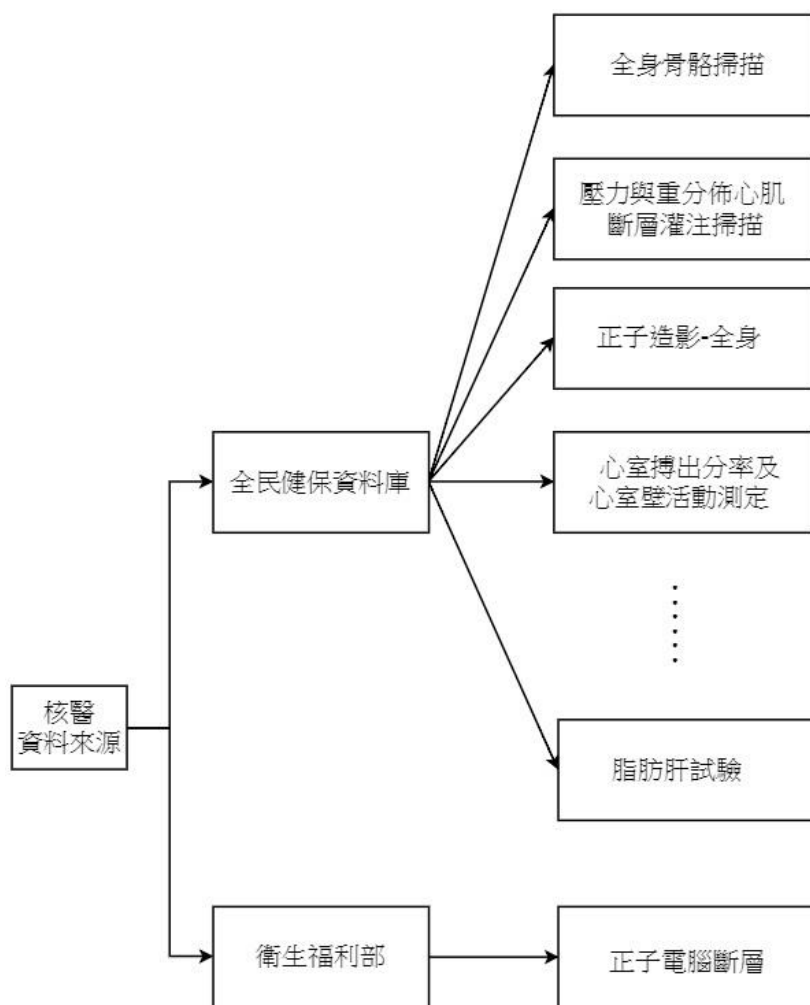 全身骨骼掃描
壓力與重分佈心肌
斷層灌注掃描
正子造影-全身
全民健保資料庫
心室搏出分率及
心室壁活動測定
核醫
資料來源
脂肪肝試驗
衛生福利部
正子電腦斷層